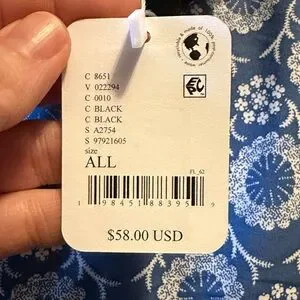 C 8651
V 022294
C 0010
C BLACK
C BLACK
S A2754
S 97921605
size
ALL
FL_62
1 98451 88395 9
$58.00 USD